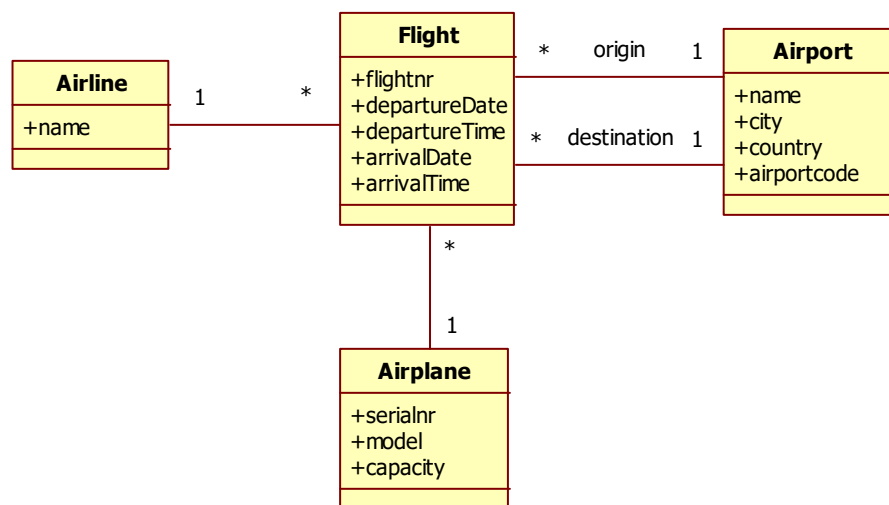 Airline
+name
1
*
Flight
+flightnr
+departureDate
+departureTime
+arrivalDate
+arrivalTime
* origin 1
* destination 1
Airport
+name
+city
+country
+airportcode
*
1
Airplane
+serialnr
+model
+capacity